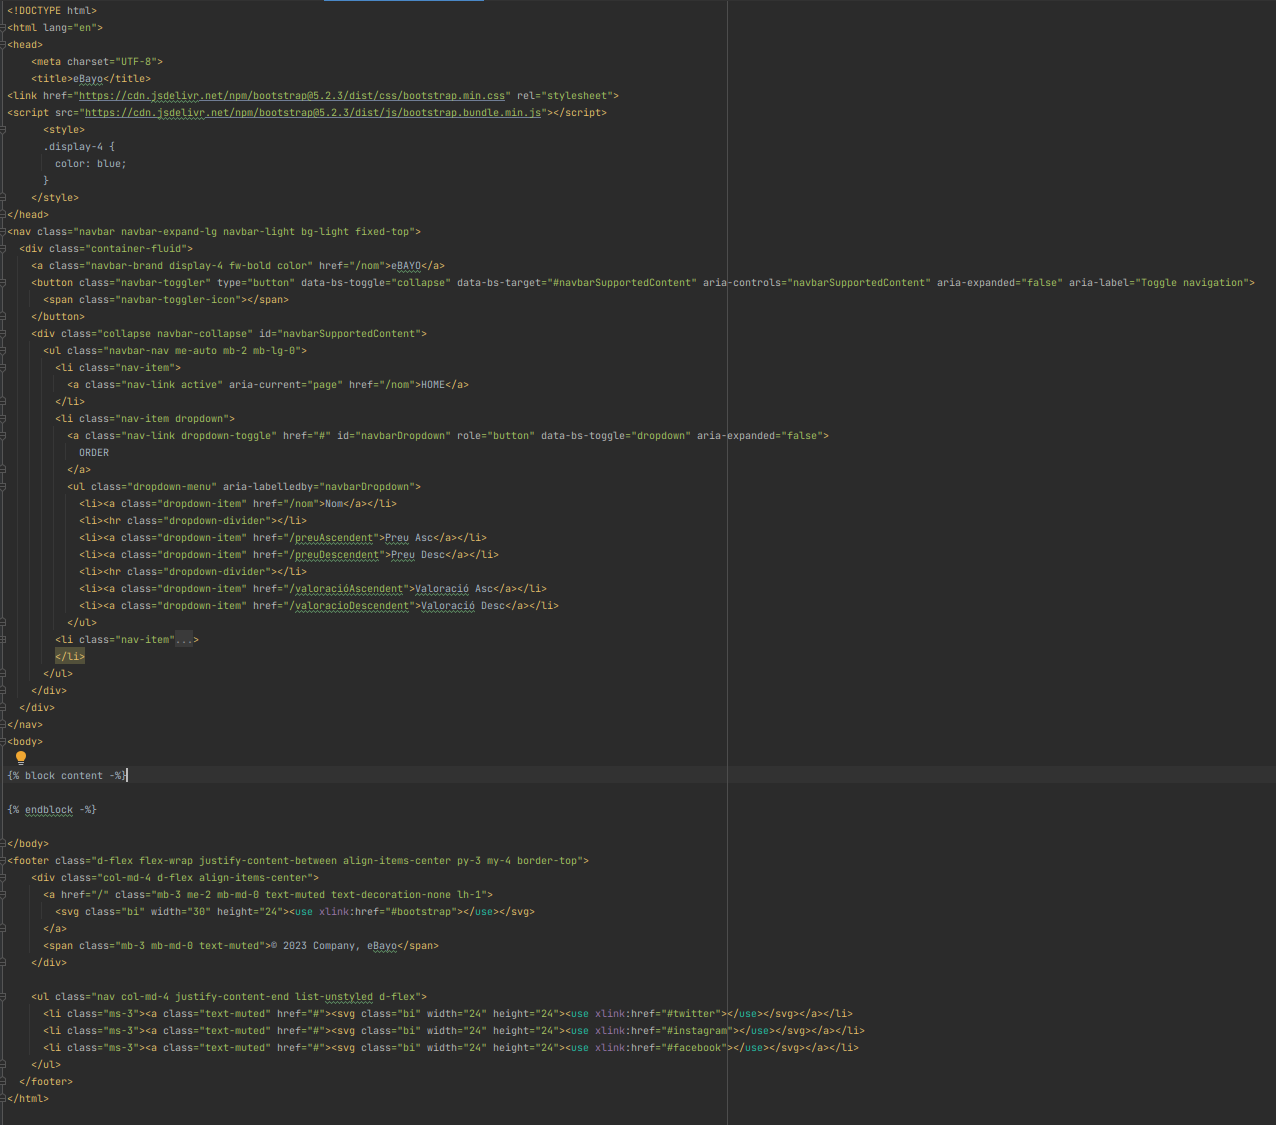 <!DOCTYPE html>
<html lang="en">
<head>
    <meta charset="UTF-8">
    <title>eBayo</title>
<link href="https://cdn.jsdelivr.net/npm/bootstrap@5.2.3/dist/css/bootstrap.min.css" rel="stylesheet">
<script src="https://cdn.jsdelivr.net/npm/bootstrap@5.2.3/dist/js/bootstrap.bundle.min.js"></script>
      <style>
      .display-4 {
        color: blue;
      }
    </style>
</head>
<nav class="navbar navbar-expand-lg navbar-light bg-light fixed-top">
  <div class="container-fluid">
    <a class="navbar-brand display-4 fw-bold color" href="/nom">eBAYO</a>
    <button class="navbar-toggler" type="button" data-bs-toggle="collapse" data-bs-target="#navbarSupportedContent" aria-controls="navbarSupportedContent" aria-expanded="false" aria-label="Toggle navigation">
      <span class="navbar-toggler-icon"></span>
    </button>
    <div class="collapse navbar-collapse" id="navbarSupportedContent">
      <ul class="navbar-nav me-auto mb-2 mb-lg-0">
        <li class="nav-item">
          <a class="nav-link active" aria-current="page" href="/nom">HOME</a>
        </li>
        <li class="nav-item dropdown">
          <a class="nav-link dropdown-toggle" href="#" id="navbarDropdown" role="button" data-bs-toggle="dropdown" aria-expanded="false">
            ORDER
          </a>
          <ul class="dropdown-menu" aria-labelledby="navbarDropdown">
            <li><a class="dropdown-item" href="/nom">Nom</a></li>
            <li><hr class="dropdown-divider"></li>
            <li><a class="dropdown-item" href="/preuAscendent">Preu Asc</a></li>
            <li><a class="dropdown-item" href="/preuDescendent">Preu Desc</a></li>
            <li><hr class="dropdown-divider"></li>
            <li><a class="dropdown-item" href="/valoracióAscendent">Valoració Asc</a></li>
            <li><a class="dropdown-item" href="/valoracioDescendent">Valoració Desc</a></li>
          </ul>
        <li class="nav-item"...>
        </li>
      </ul>
    </div>
  </div>
</nav>
<body>
{% block content -%}
{% endblock -%}
</body>
<footer class="d-flex flex-wrap justify-content-between align-items-center py-3 my-4 border-top">
    <div class="col-md-4 d-flex align-items-center">
      <a href="/" class="mb-3 me-2 mb-md-0 text-muted text-decoration-none lh-1">
        <svg class="bi" width="30" height="24"><use xlink:href="#bootstrap"></use></svg>
      </a>
      <span class="mb-3 mb-md-0 text-muted">© 2023 Company, eBayo</span>
    </div>
    <ul class="nav col-md-4 justify-content-end list-unstyled d-flex">
      <li class="ms-3"><a class="text-muted" href="#"><svg class="bi" width="24" height="24"><use xlink:href="#twitter"></use></svg></a></li>
      <li class="ms-3"><a class="text-muted" href="#"><svg class="bi" width="24" height="24"><use xlink:href="#instagram"></use></svg></a></li>
      <li class="ms-3"><a class="text-muted" href="#"><svg class="bi" width="24" height="24"><use xlink:href="#facebook"></use></svg></a></li>
    </ul>
  </footer>
</html>